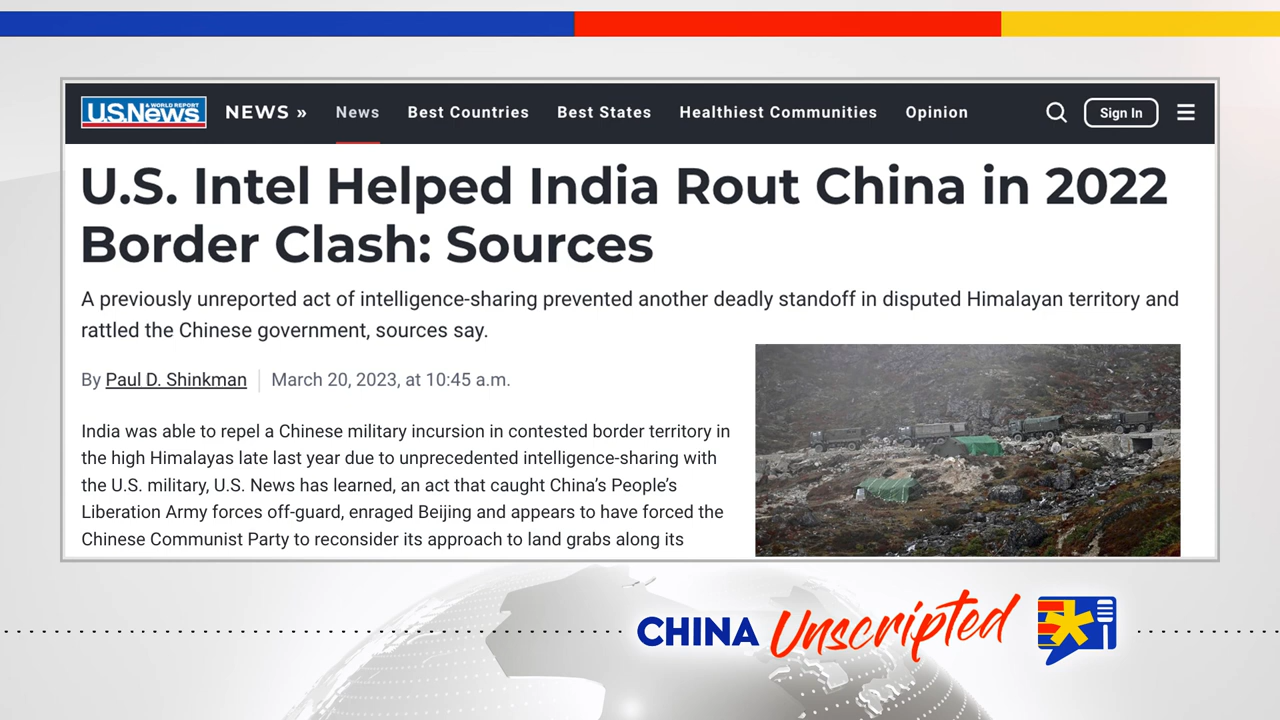 U.S.News & WORLD REPORT
NEWS » News Best Countries Best States Healthiest Communities Opinion Sign In
U.S. Intel Helped India Rout China in 2022
Border Clash: Sources
A previously unreported act of intelligence-sharing prevented another deadly standoff in disputed Himalayan territory and
rattled the Chinese government, sources say.
By Paul D. Shinkman March 20, 2023, at 10:45 a.m.
India was able to repel a Chinese military incursion in contested border territory in
the high Himalayas late last year due to unprecedented intelligence-sharing with
the U.S. military, U.S. News has learned, an act that caught China’s People’s
Liberation Army forces off-guard, enraged Beijing and appears to have forced the
Chinese Communist Party to reconsider its approach to land grabs along its
CHINA Unscripted